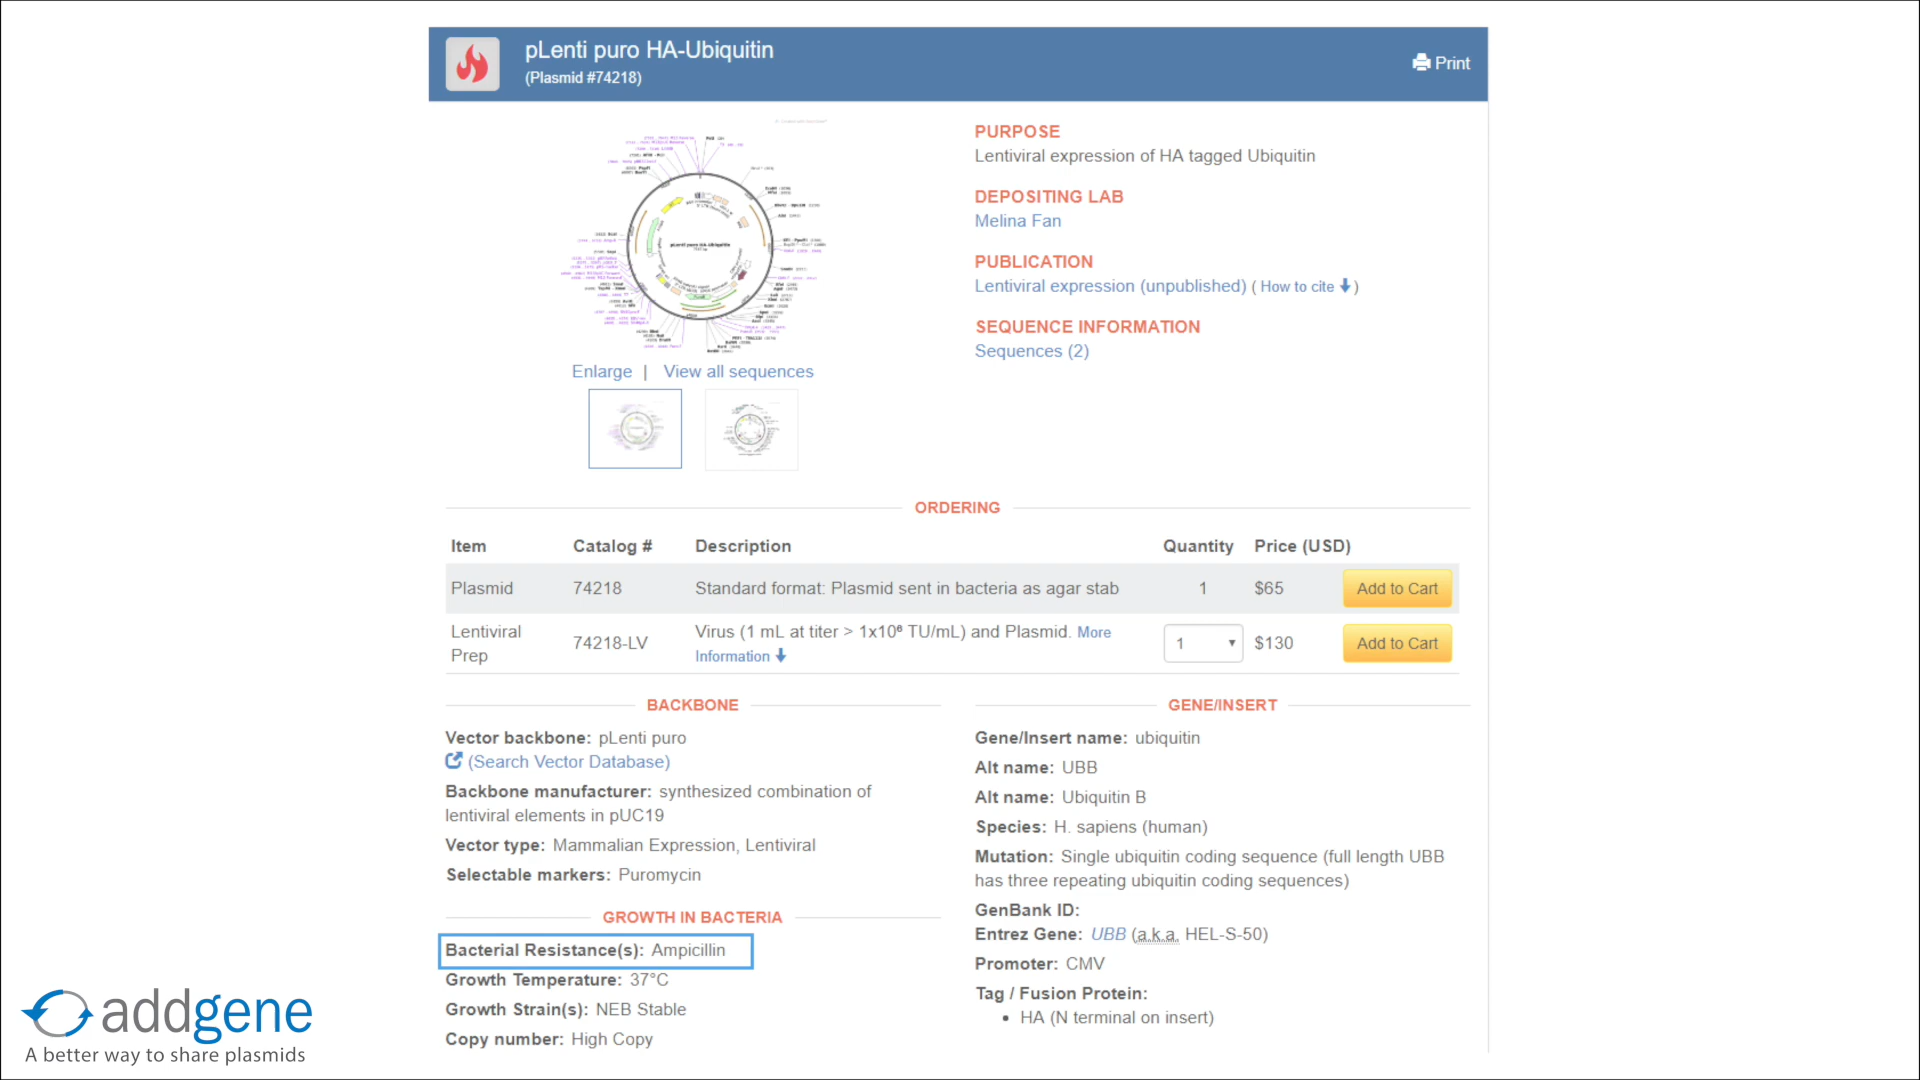 pLenti puro HA-Ubiquitin
(Plasmid #74218)
Print
pLenti puro HA-Ubiquitin
Enlarge | View all sequences
PURPOSE
Lentiviral expression of HA tagged Ubiquitin
DEPOSITING LAB
Melina Fan
PUBLICATION
Lentiviral expression (unpublished) ( How to cite )
SEQUENCE INFORMATION
Sequences (2)
ORDERING
Item Catalog # Description Quantity Price (USD)
Plasmid 74218 Standard format: Plasmid sent in bacteria as agar stab 1 $65 Add to Cart
Lentiviral Prep 74218-LV Virus (1 mL at titer > 1x10⁶ TU/mL) and Plasmid. More
Information 1 $130 Add to Cart
BACKBONE
Vector backbone: pLenti puro
(Search Vector Database)
Backbone manufacturer: synthesized combination of
lentiviral elements in pUC19
Vector type: Mammalian Expression, Lentiviral
Selectable markers: Puromycin
GROWTH IN BACTERIA
Bacterial Resistance(s): Ampicillin
Growth Temperature: 37°C
Growth Strain(s): NEB Stable
Copy number: High Copy
GENE/INSERT
Gene/Insert name: ubiquitin
Alt name: UBB
Alt name: Ubiquitin B
Species: H. sapiens (human)
Mutation: Single ubiquitin coding sequence (full length UBB
has three repeating ubiquitin coding sequences)
GenBank ID:
Entrez Gene: UBB (a.k.a. HEL-S-50)
Promoter: CMV
Tag / Fusion Protein:
• HA (N terminal on insert)
addgene
A better way to share plasmids